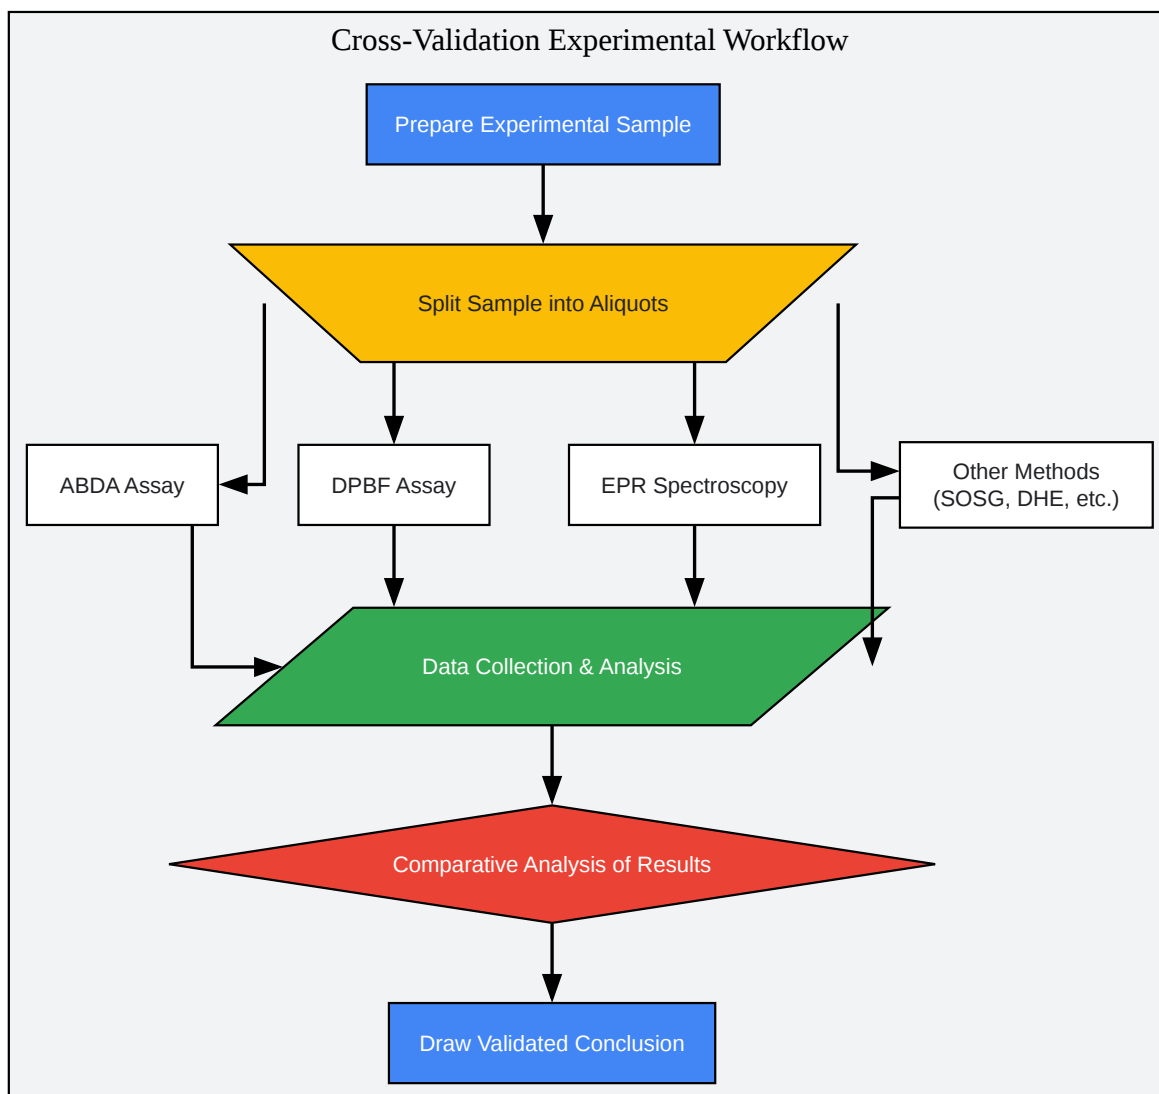 Cross-Validation Experimental Workflow
Prepare Experimental Sample
Split Sample into Aliquots
ABDA Assay
DPBF Assay
EPR Spectroscopy
Other Methods
(SOSG, DHE, etc.)
Data Collection & Analysis
Comparative Analysis of Results
Draw Validated Conclusion